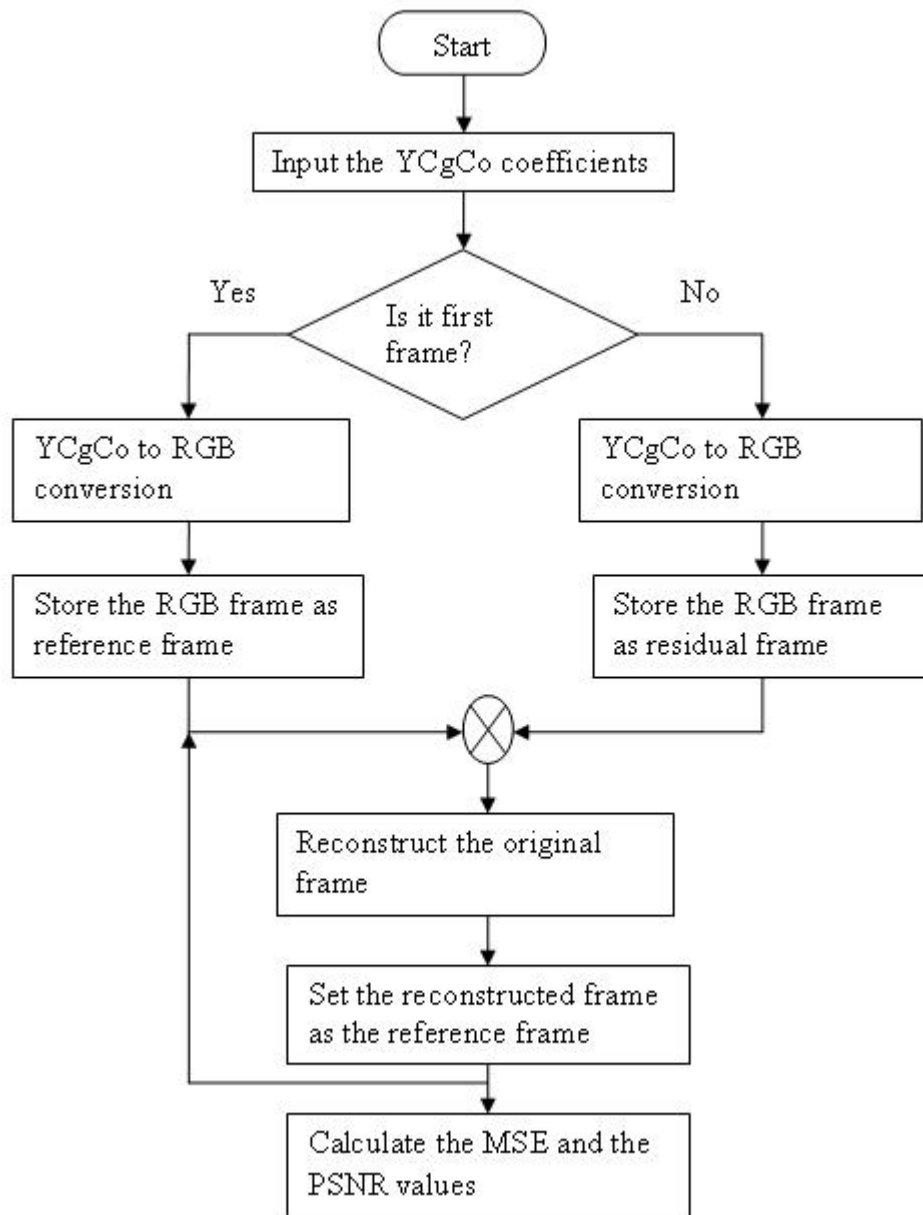 Start
Input the YCgCo coefficients
Yes
No
Is it first
frame?
YCgCo to RGB
conversion
YCgCo to RGB
conversion
Store the RGB frame as
reference frame
Store the RGB frame
as residual frame
Reconstruct the original
frame
Set the reconstructed frame
as the reference frame
Calculate the MSE and the
PSNR values